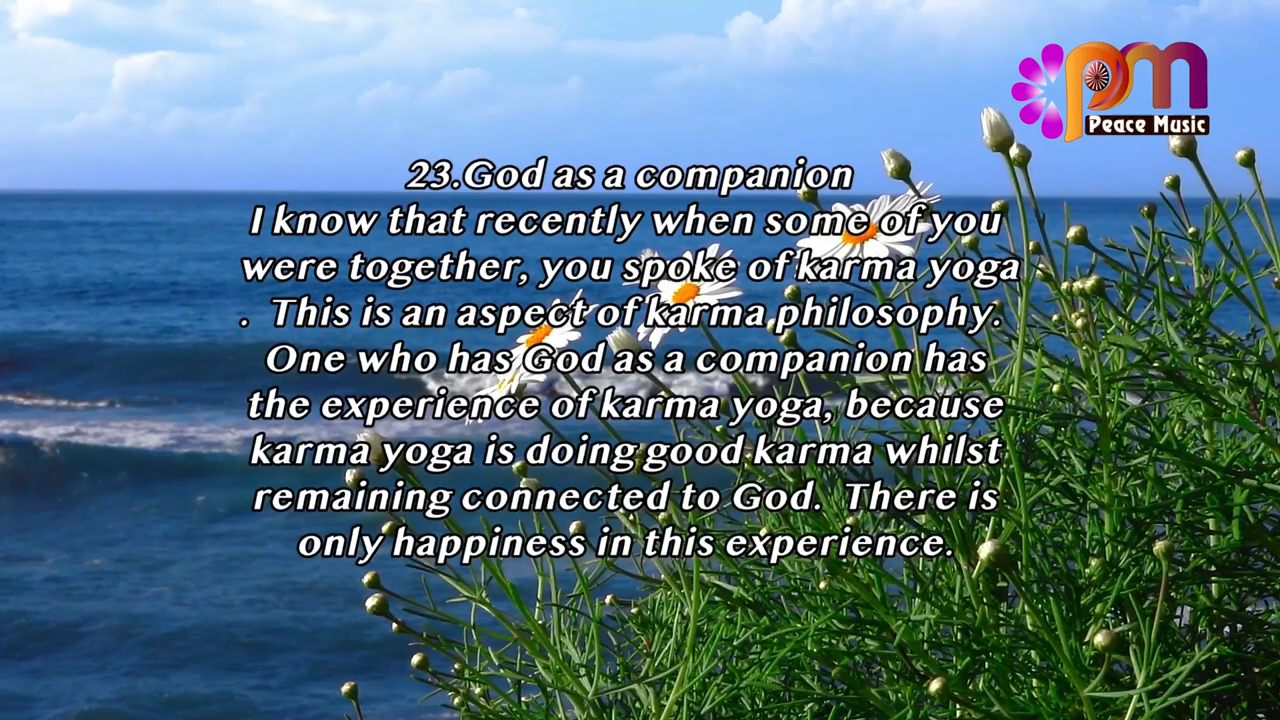 pm
Peace Music
23.God as a companion
I know that recently when some of you
were together, you spoke of karma yoga
.  This is an aspect of karma philosophy.
One who has God as a companion has
the experience of karma yoga, because
karma yoga is doing good karma whilst
remaining connected to God.  There is
only happiness in this experience.